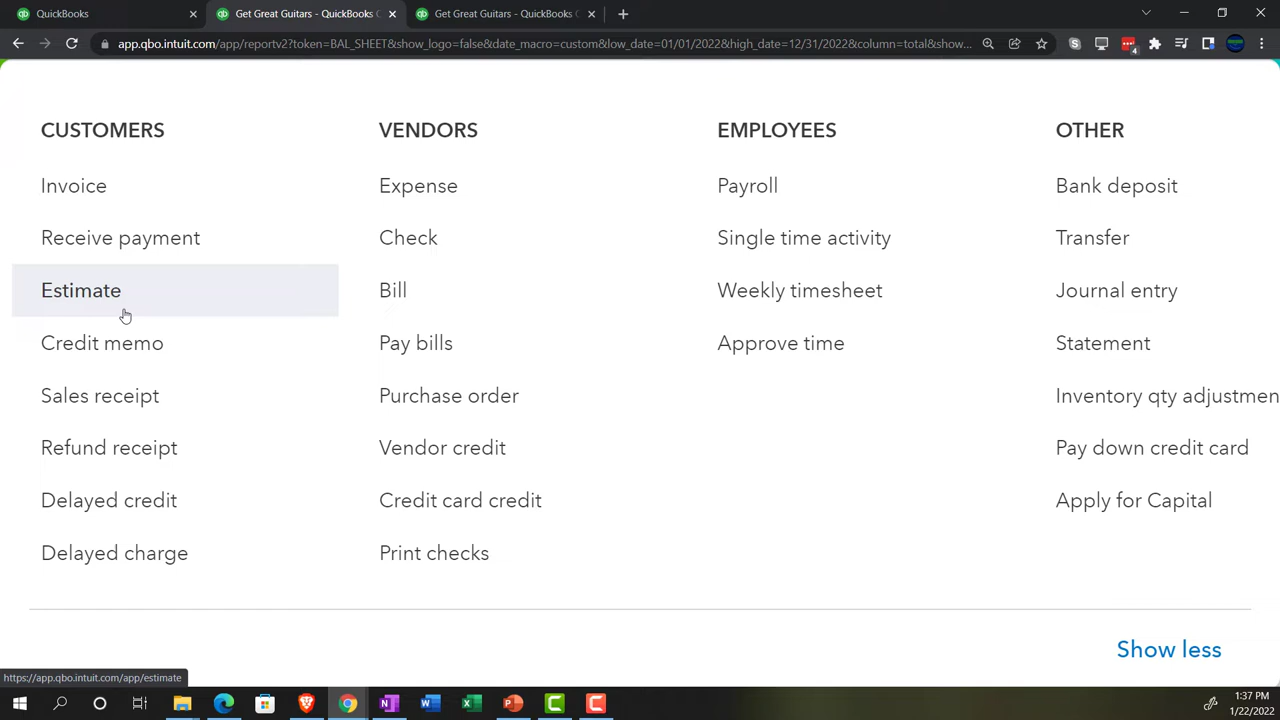 QuickBooks
Get Great Guitars - QuickBooks C
Get Great Guitars - QuickBooks C
app.qbo.intuit.com/app/reportv2?token=BAL_SHEET&show_logo=false&date_macro=custom&low_date=01/01/2022&high_date=12/31/2022&column=total&show...
4
CUSTOMERS
Invoice
Receive payment
Estimate
Credit memo
Sales receipt
Refund receipt
Delayed credit
Delayed charge
VENDORS
Expense
Check
Bill
Pay bills
Purchase order
Vendor credit
Credit card credit
Print checks
EMPLOYEES
Payroll
Single time activity
Weekly timesheet
Approve time
OTHER
Bank deposit
Transfer
Journal entry
Statement
Inventory qty adjustmen
Pay down credit card
Apply for Capital
Show less
https://app.qbo.intuit.com/app/estimate
1:37 PM
1/22/2022